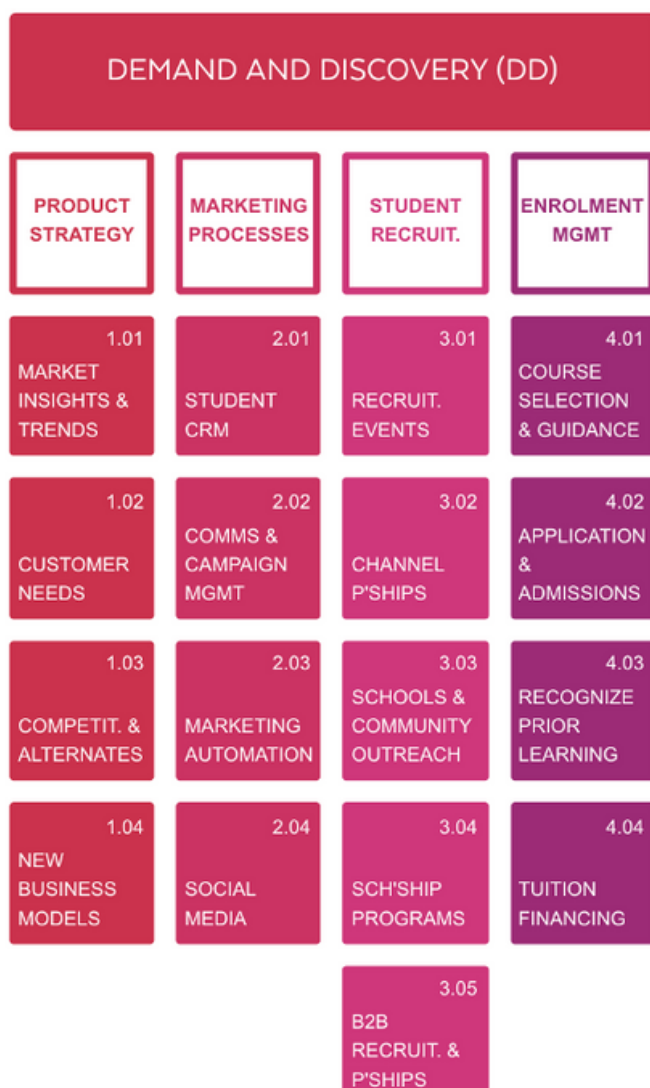 DEMAND AND DISCOVERY (DD)
PRODUCT
STRATEGY
MARKETING
PROCESSES
STUDENT
RECRUIT.
ENROLMENT
MGMT
1.01
MARKET
INSIGHTS &
TRENDS
2.01
STUDENT
CRM
3.01
RECRUIT.
EVENTS
4.01
COURSE
SELECTION
& GUIDANCE
1.02
CUSTOMER
NEEDS
2.02
COMMS &
CAMPAIGN
MGMT
3.02
CHANNEL
P'SHIPS
4.02
APPLICATION
&
ADMISSIONS
1.03
COMPETIT. &
ALTERNATES
2.03
MARKETING
AUTOMATION
3.03
SCHOOLS &
COMMUNITY
OUTREACH
4.03
RECOGNIZE
PRIOR
LEARNING
1.04
NEW
BUSINESS
MODELS
2.04
SOCIAL
MEDIA
3.04
SCH'SHIP
PROGRAMS
4.04
TUITION
FINANCING
3.05
B2B
RECRUIT. &
P'SHIPS